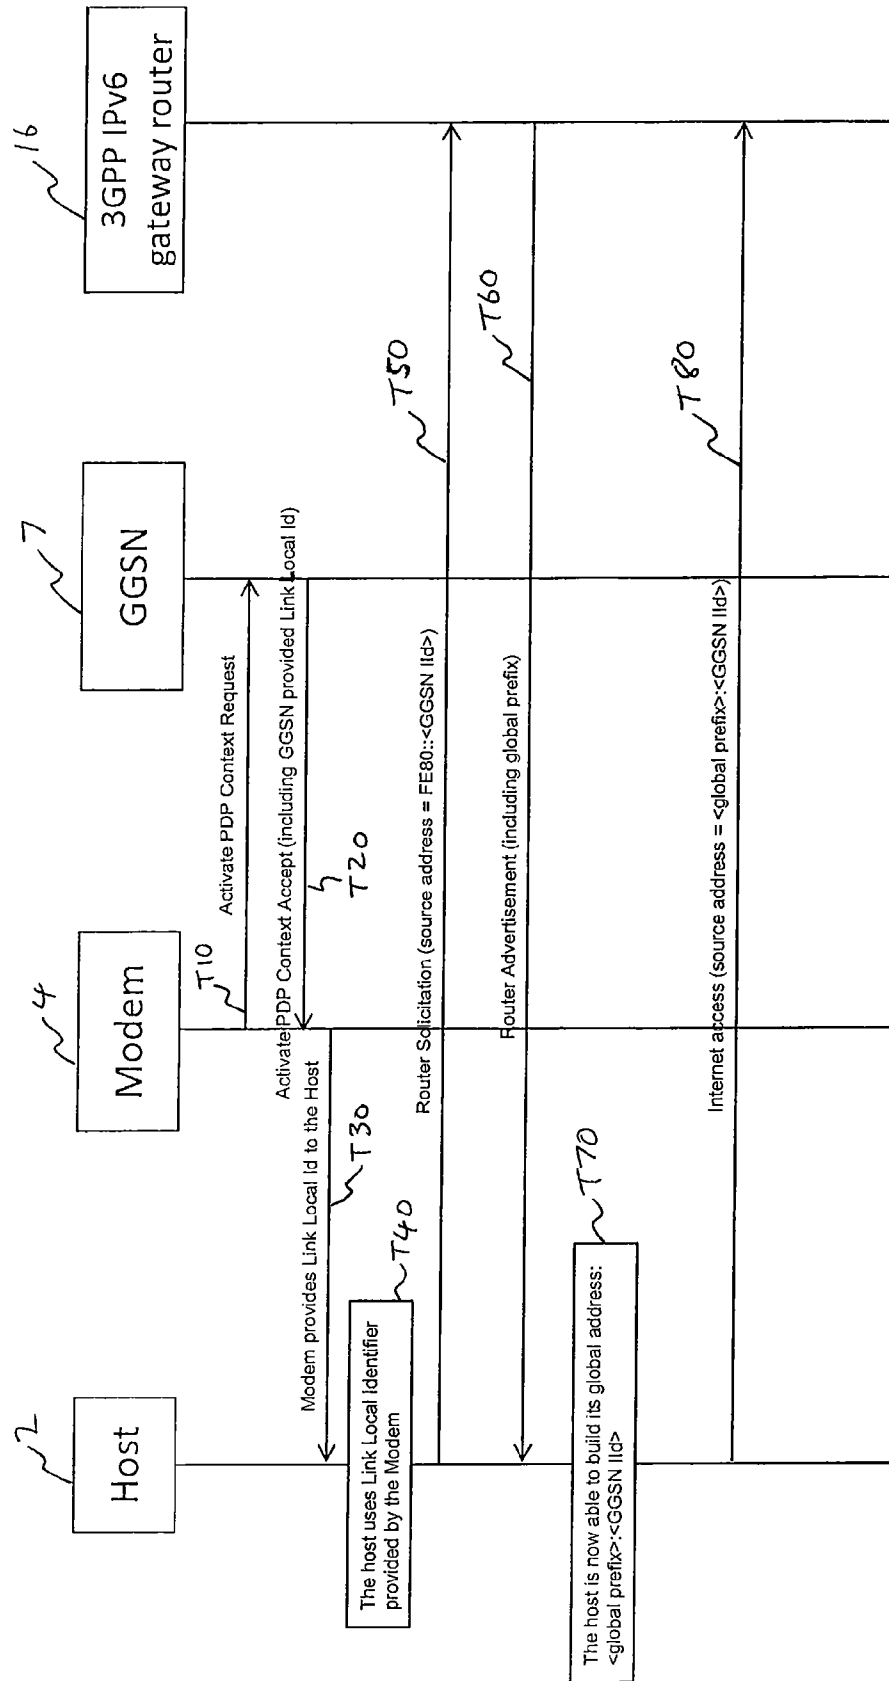 2
Host
4
Modem
7
GGSN
16
3GPP IPv6
gateway router
T10
Activate PDP Context Request
Activate PDP Context Accept (including GGSN provided Link Local Id)
T20
Modem provides Link Local Id to the Host
T30
The host uses Link Local Identifier
provided by the Modem
T40
Router Solicitation (source address = FE80::<GGSN IId>)
T50
Router Advertisement (including global prefix)
T60
The host is now able to build its global address:
<global prefix>:<GGSN IId>
T70
Internet access (source address = <global prefix>:<GGSN IId>)
T80